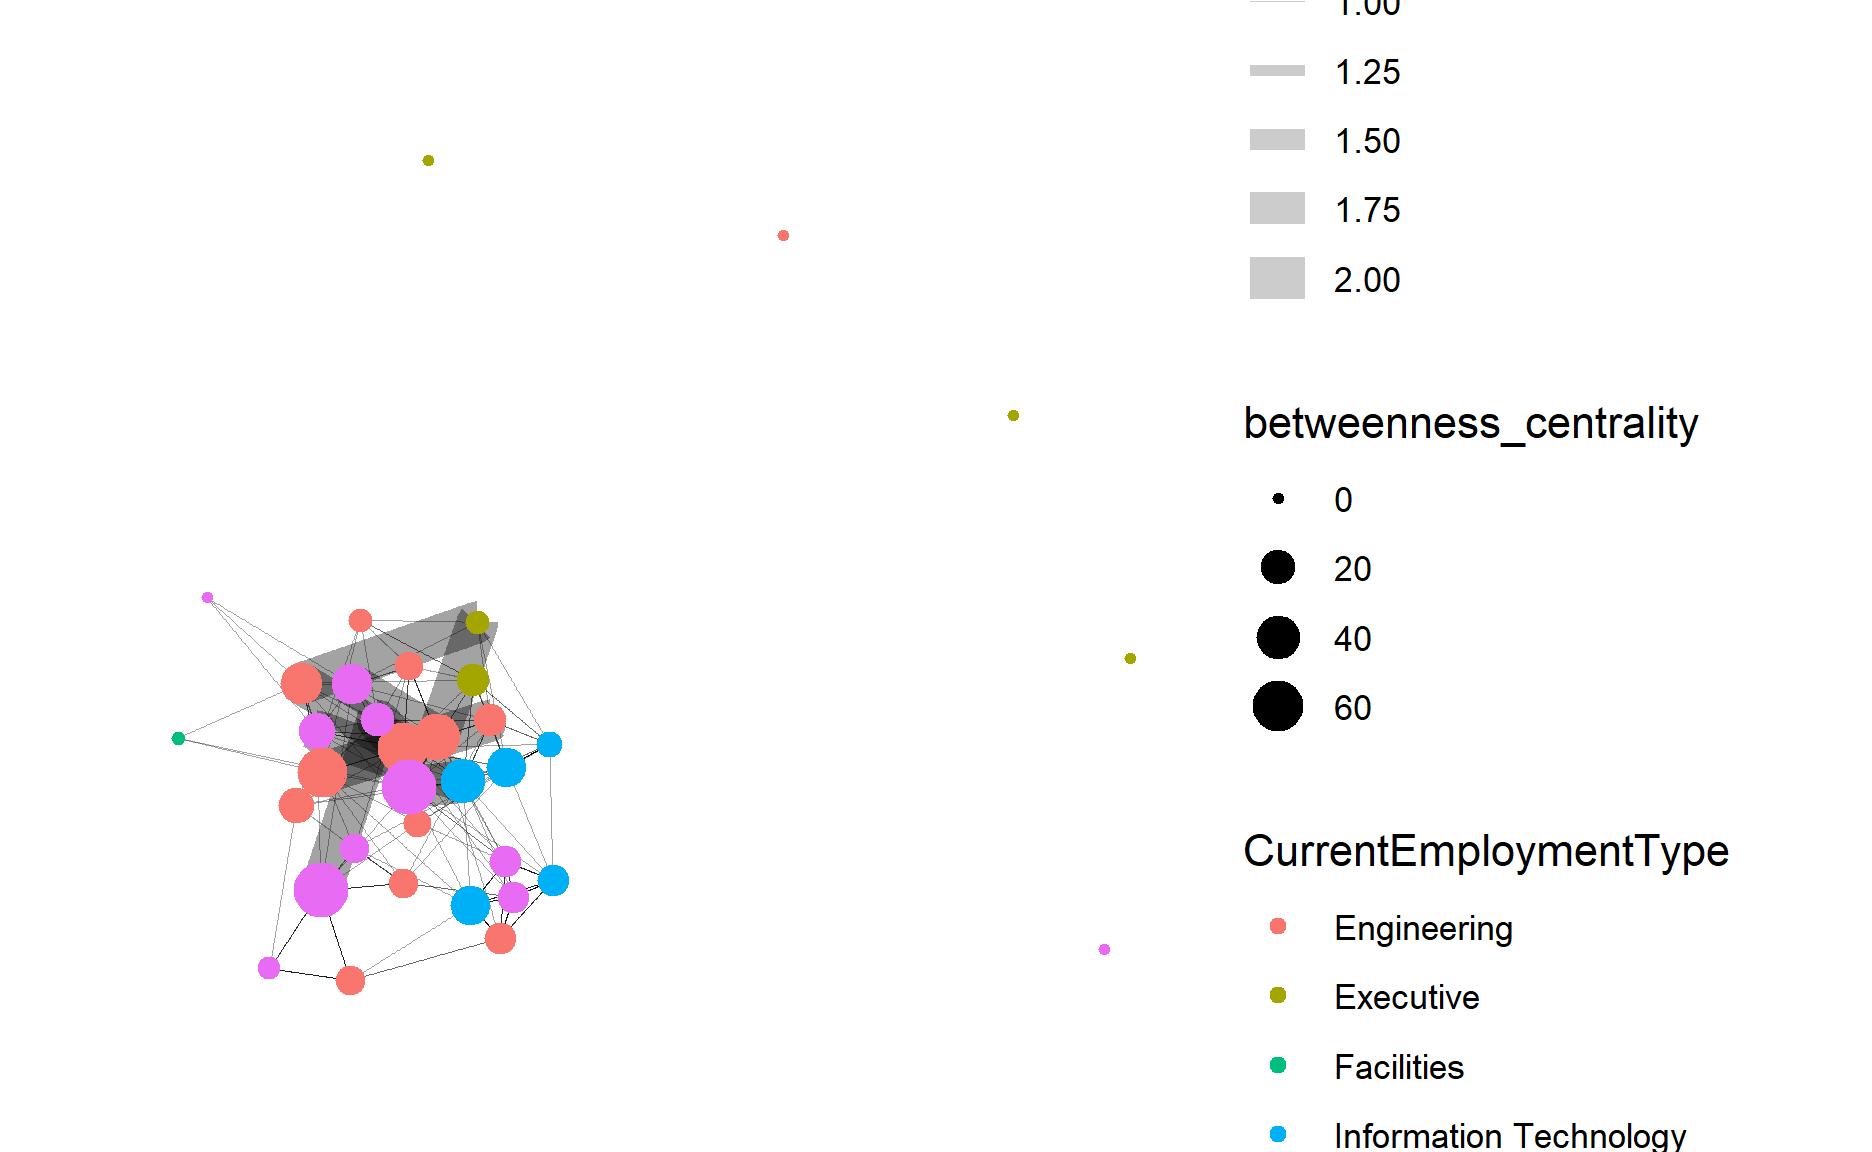 1.00
1.25
1.50
1.75
2.00
betweenness_centrality
0
20
40
60
CurrentEmploymentType
Engineering
Executive
Facilities
Information Technology